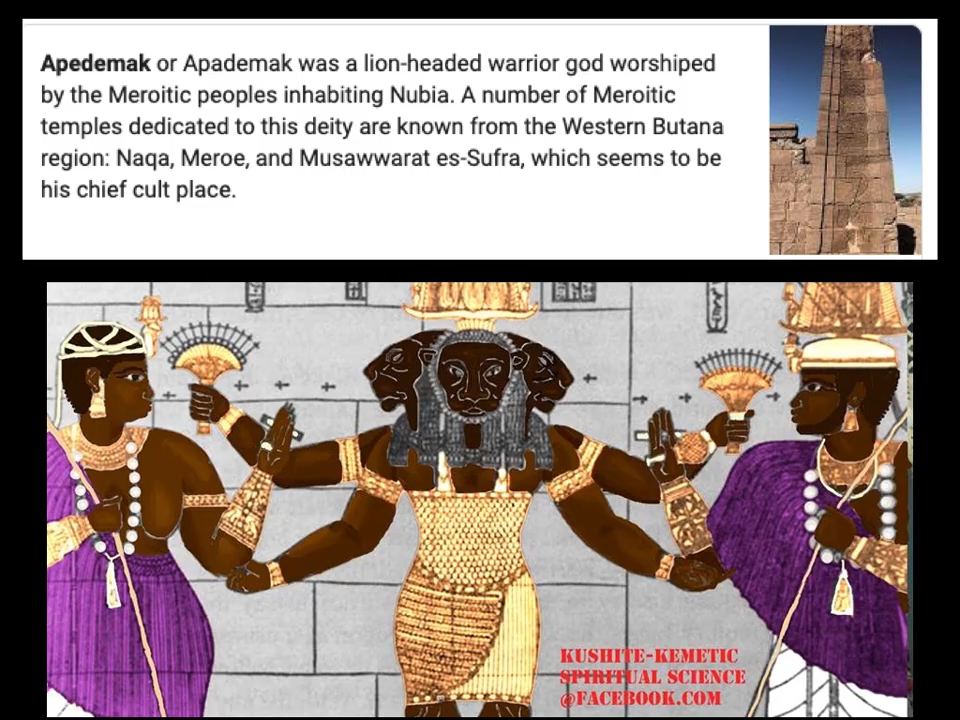 Apedemak or Apademak was a lion-headed warrior god worshiped
by the Meroitic peoples inhabiting Nubia. A number of Meroitic
temples dedicated to this deity are known from the Western Butana
region: Naqa, Meroe, and Musawwarat es-Sufra, which seems to be
his chief cult place.
KUSHITE-KEMETIC
SPIRITUAL SCIENCE
@FACEBOOK.COM